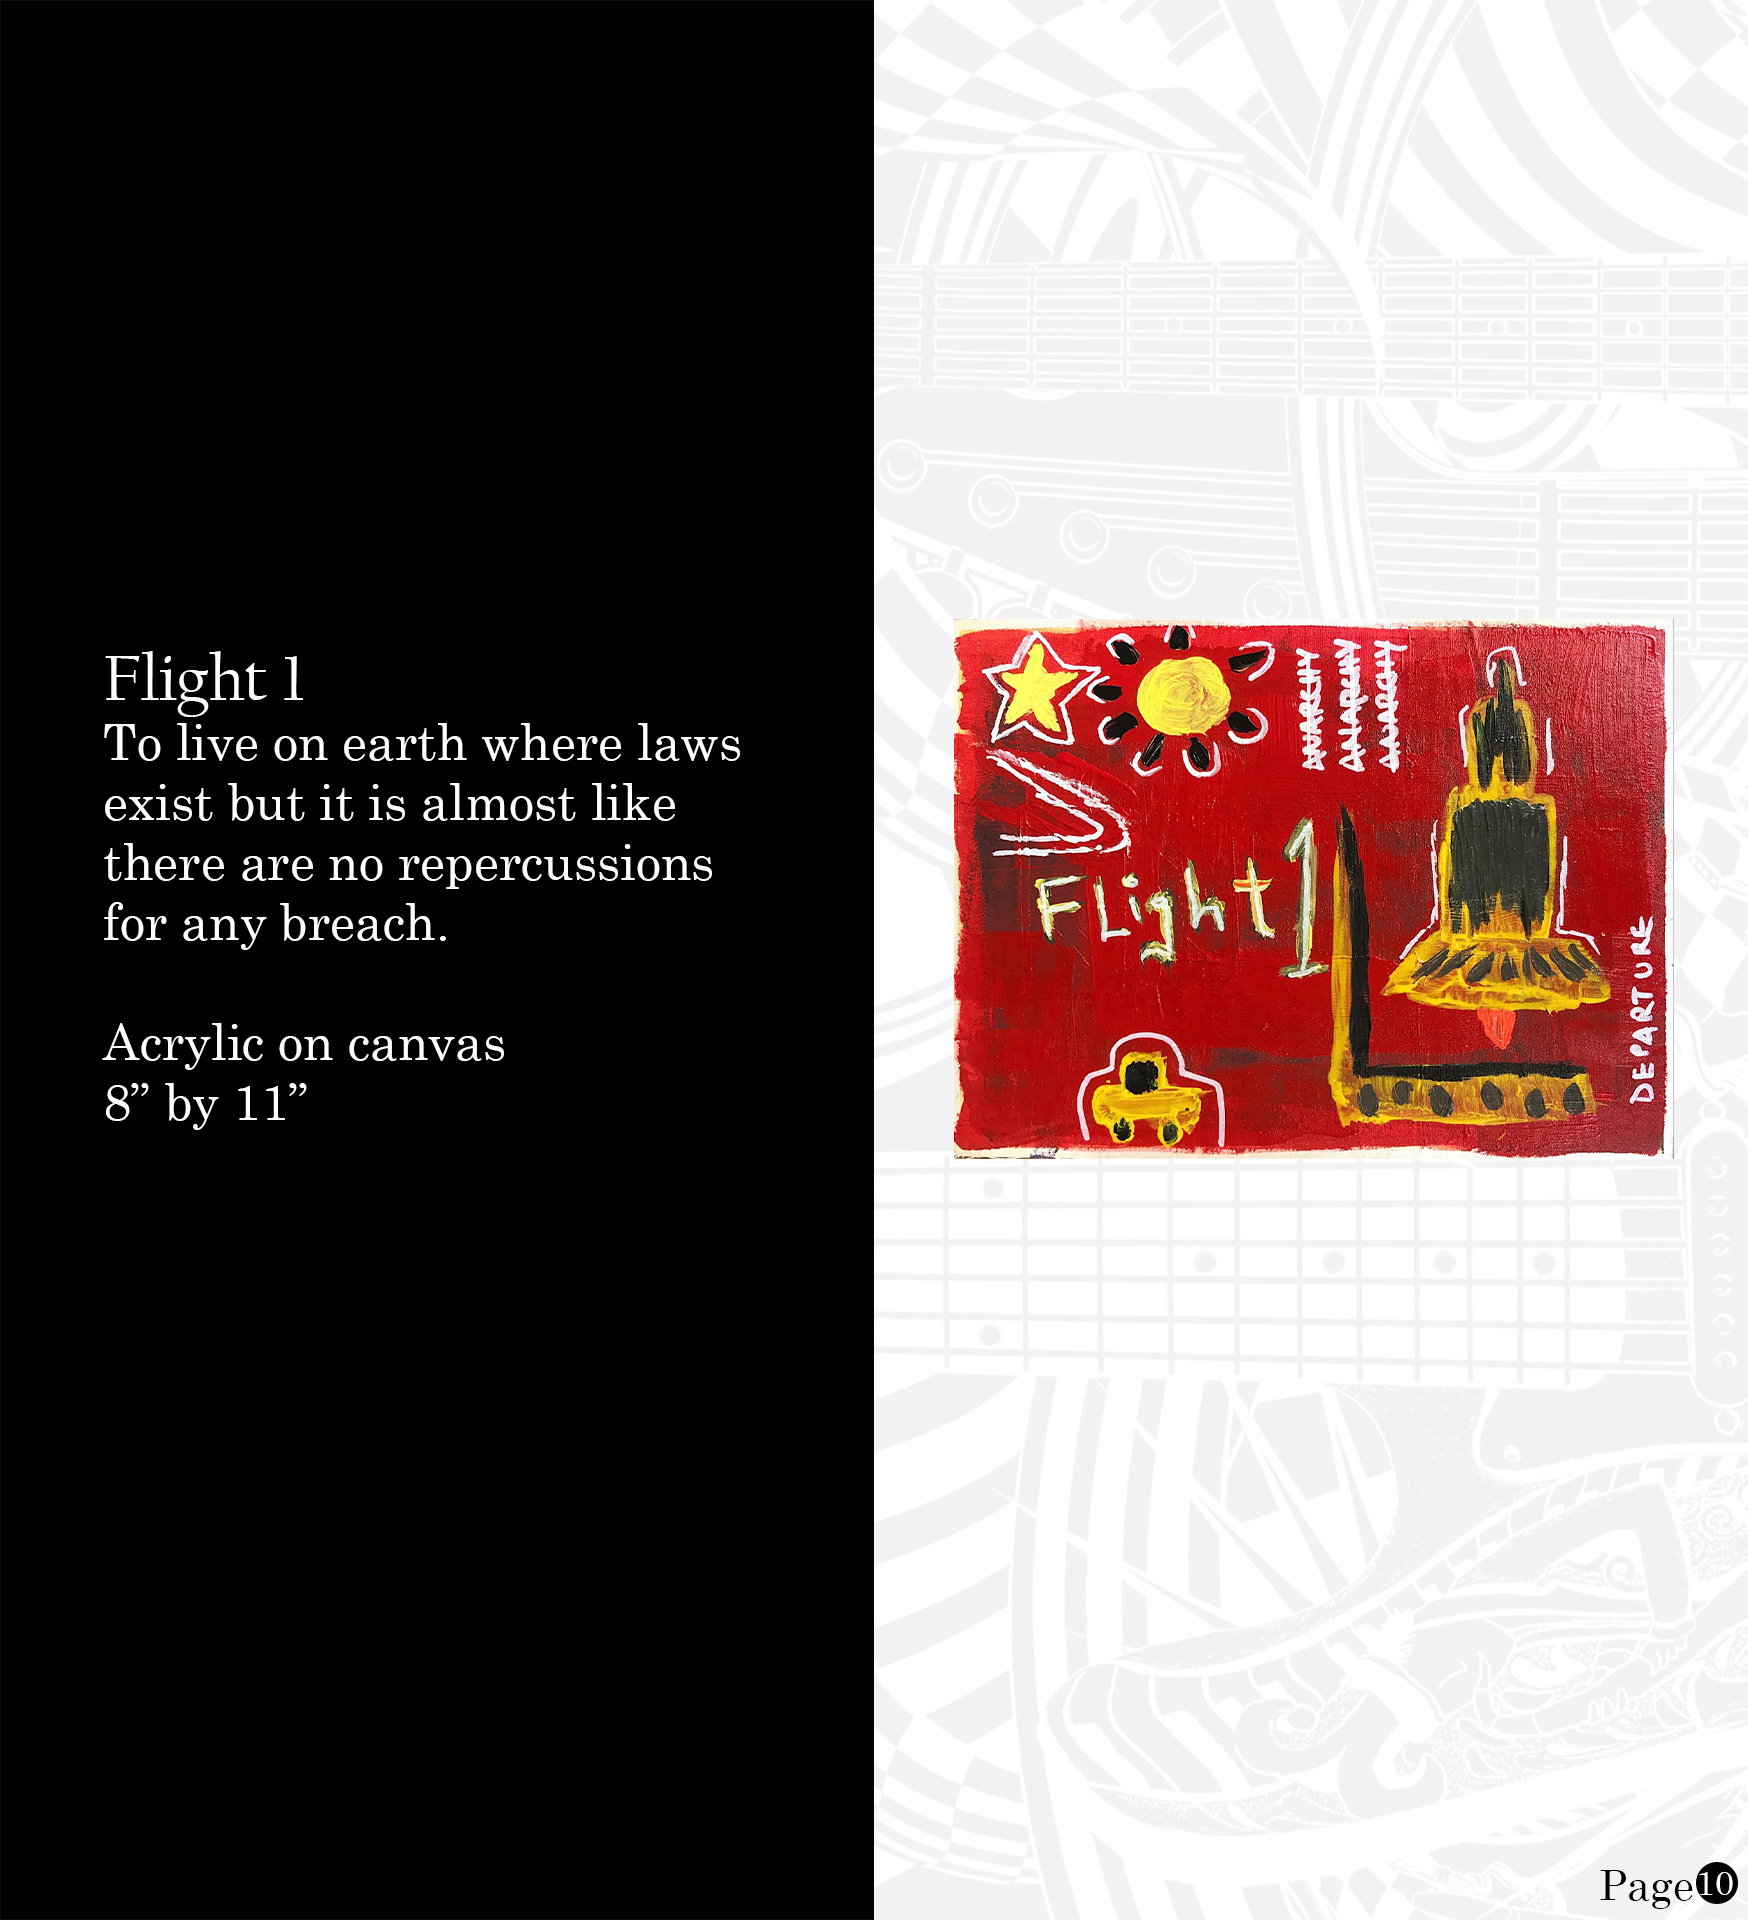 Flight 1
To live on earth where laws
exist but it is almost like
there are no repercussions
for any breach.
Acrylic on canvas
8” by 11”
ANARCHY
ANARCHY
ANARCHY
FLight 1
DEPARTURE
Page 10